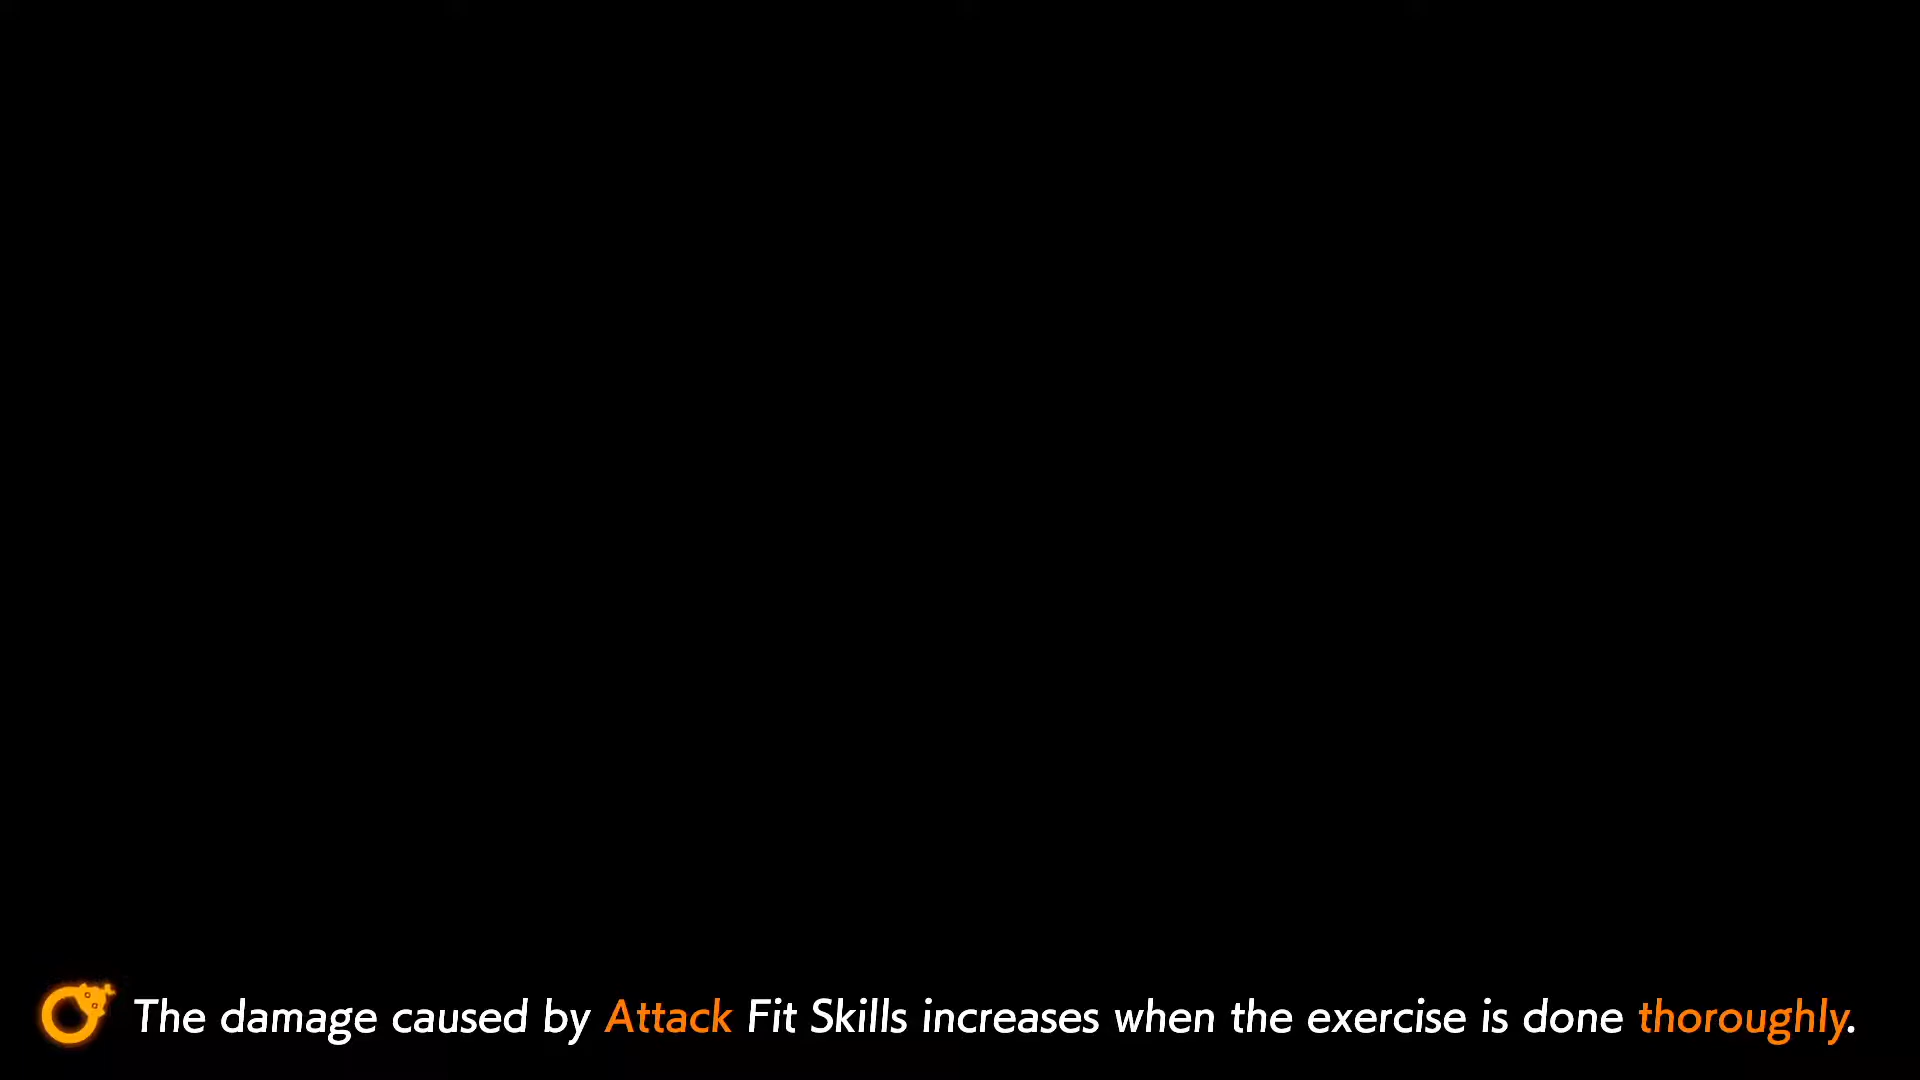 The damage caused by Attack Fit Skills increases when the exercise is done thoroughly.